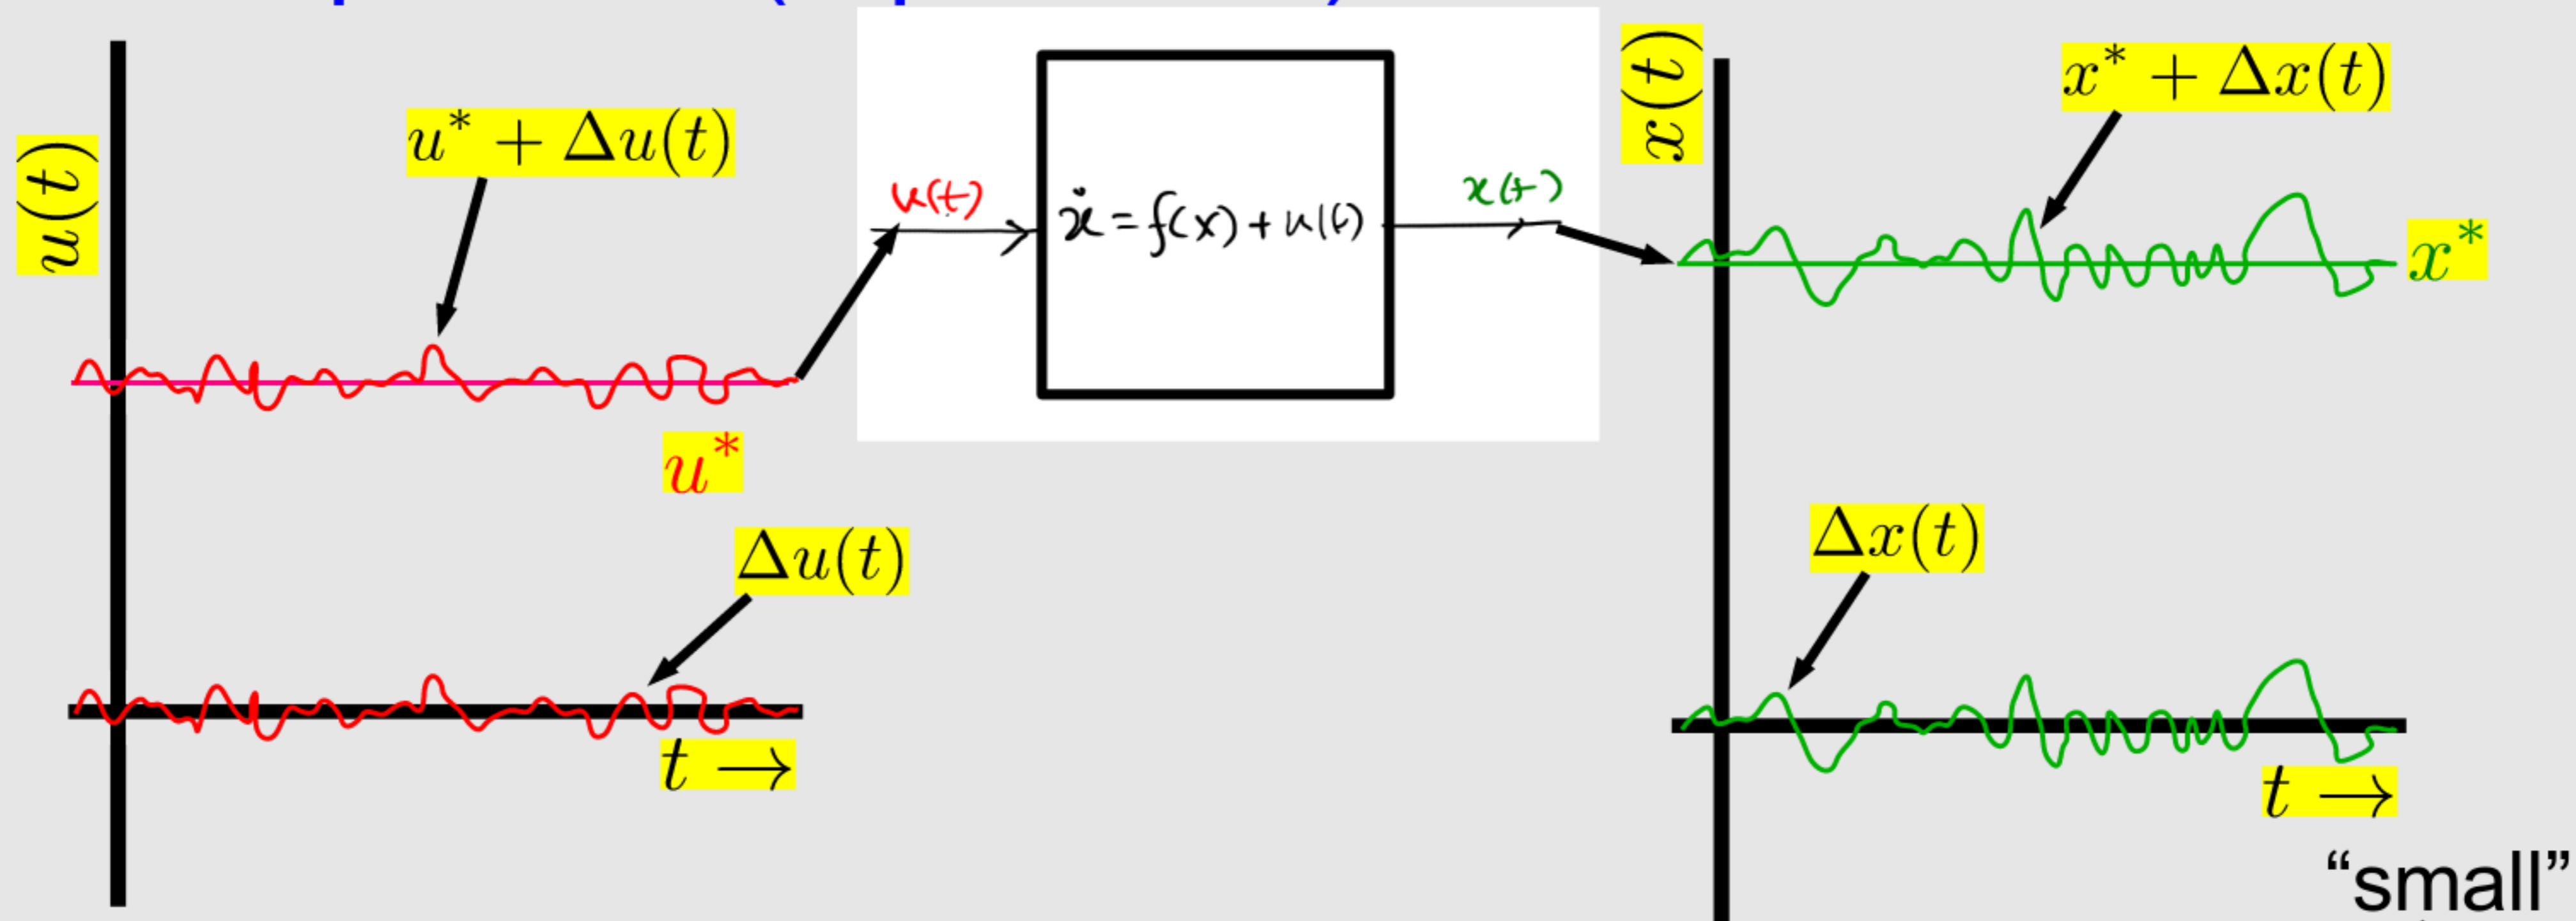 u(t)
u* + Δu(t)
u*
Δu(t)
t →
u(t)
ẋ = f(x) + u(t)
x(t)
x(t)
x* + Δx(t)
x*
Δx(t)
t →
“small”